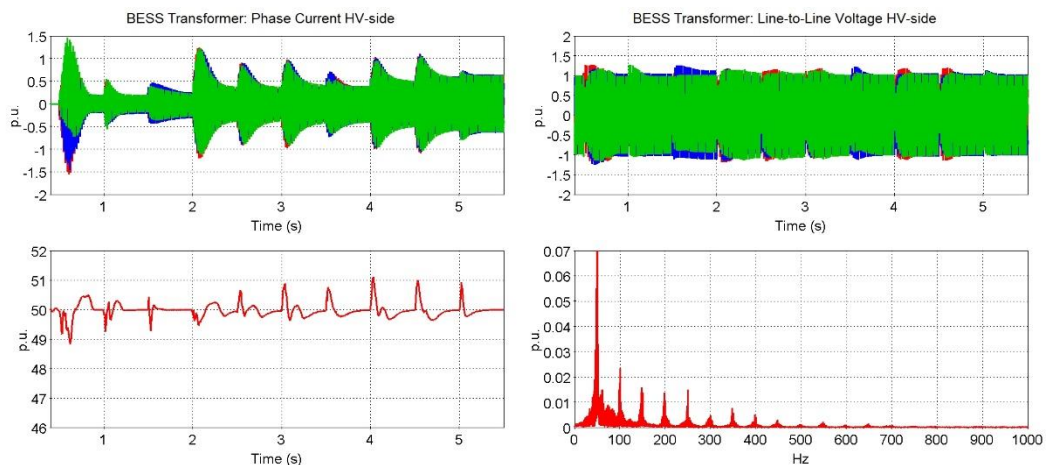 BESS Transformer: Phase Current HV-side
1.5
1
0.5
0
-0.5
-1
-1.5
-2
p.u.
1 2 3 4 5
Time (s)
BESS Transformer: Line-to-Line Voltage HV-side
2
1.5
1
0.5
0
-0.5
-1
-1.5
-2
p.u.
1 2 3 4 5
Time (s)
52
51
50
49
48
47
46
p.u.
1 2 3 4 5
Time (s)
0.07
0.06
0.05
0.04
0.03
0.02
0.01
0
p.u.
0 100 200 300 400 500 600 700 800 900 1000
Hz